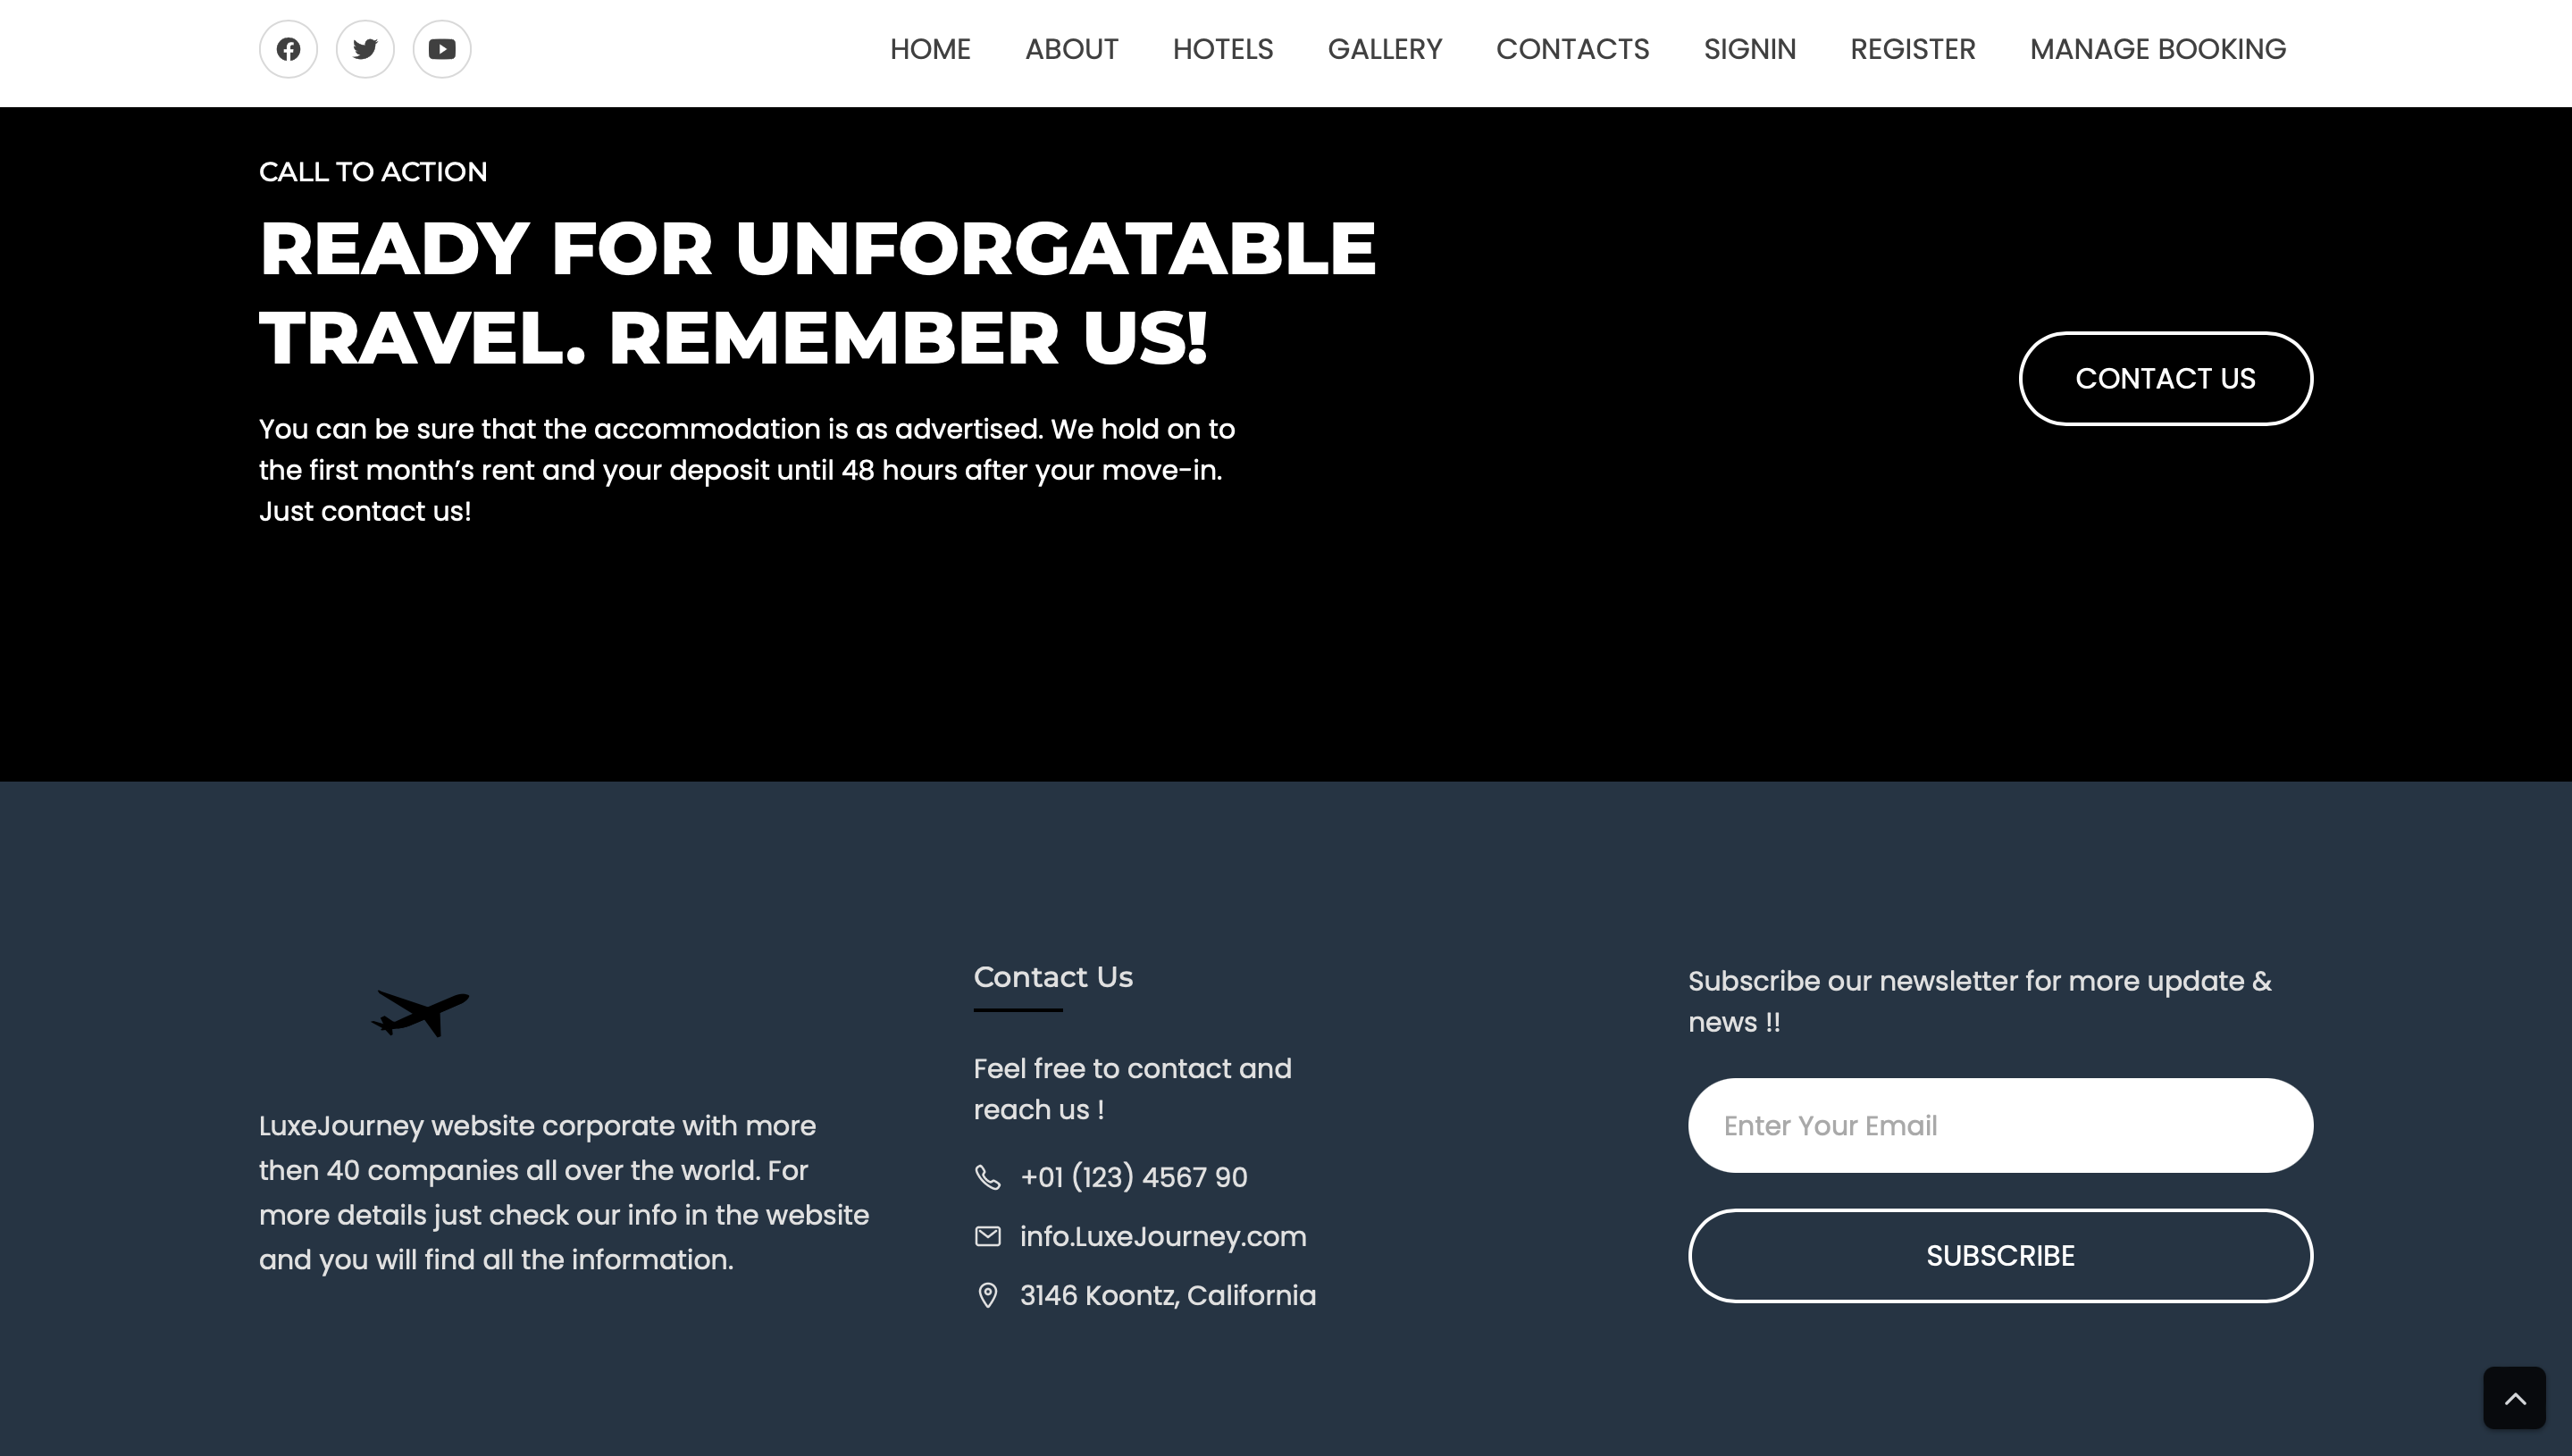 HOME ABOUT HOTELS GALLERY CONTACTS SIGNIN REGISTER MANAGE BOOKING
CALL TO ACTION
READY FOR UNFORGATABLE
TRAVEL. REMEMBER US!
You can be sure that the accommodation is as advertised. We hold on to
the first month’s rent and your deposit until 48 hours after your move-in.
Just contact us!
CONTACT US
LuxeJourney website corporate with more
then 40 companies all over the world. For
more details just check our info in the website
and you will find all the information.
Contact Us
Feel free to contact and
reach us !
+01 (123) 4567 90
info.LuxeJourney.com
3146 Koontz, California
Subscribe our newsletter for more update &
news !!
Enter Your Email
SUBSCRIBE